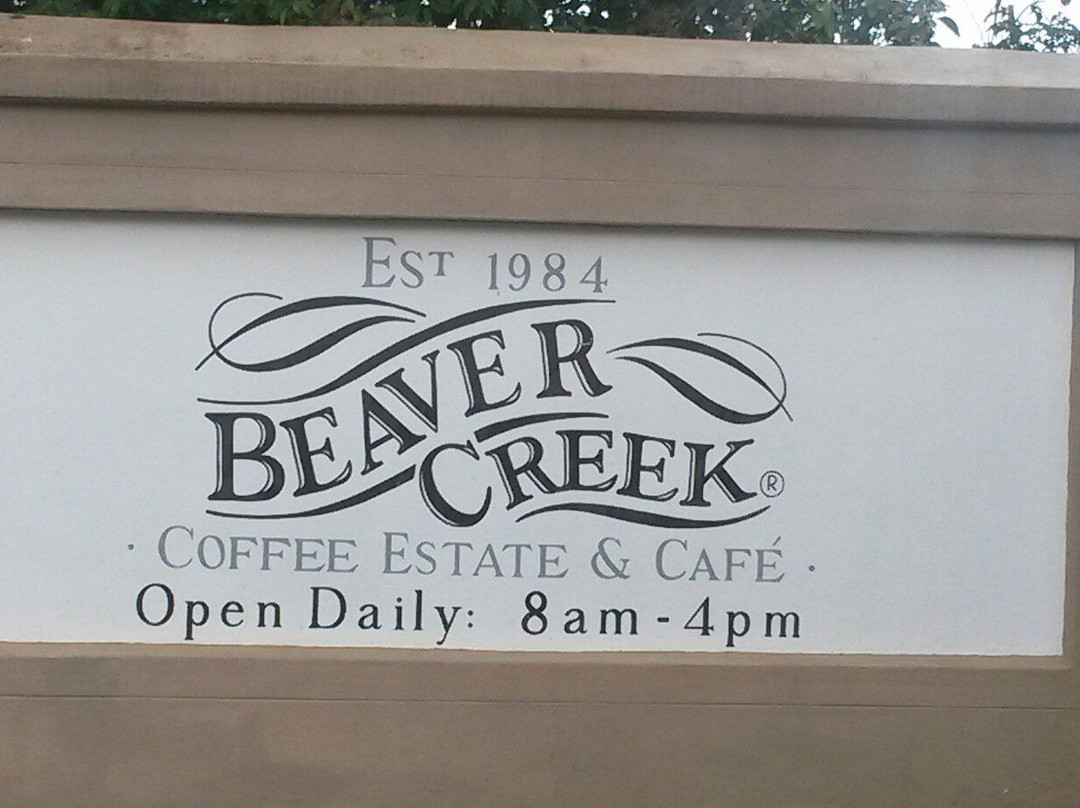 EST 1984
BEAVER
CREEK®
· COFFEE ESTATE & CAFÉ ·
Open Daily: 8am - 4pm